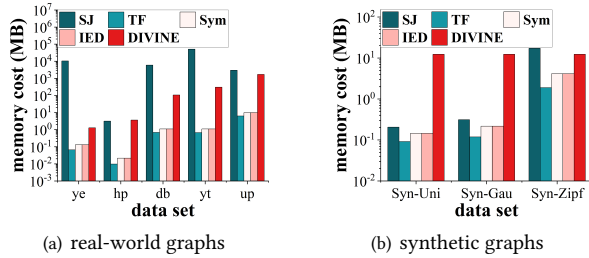 SJ TF Sym
IED DIVINE
memory cost (MB)
10^7
10^6
10^5
10^4
10^3
10^2
10^1
10^0
10^-1
10^-2
10^-3
ye hp db yt up
data set
(a) real-world graphs
SJ TF Sym
IED DIVINE
memory cost (MB)
10^2
10^1
10^0
10^-1
10^-2
Syn-Uni Syn-Gau Syn-Zipf
data set
(b) synthetic graphs